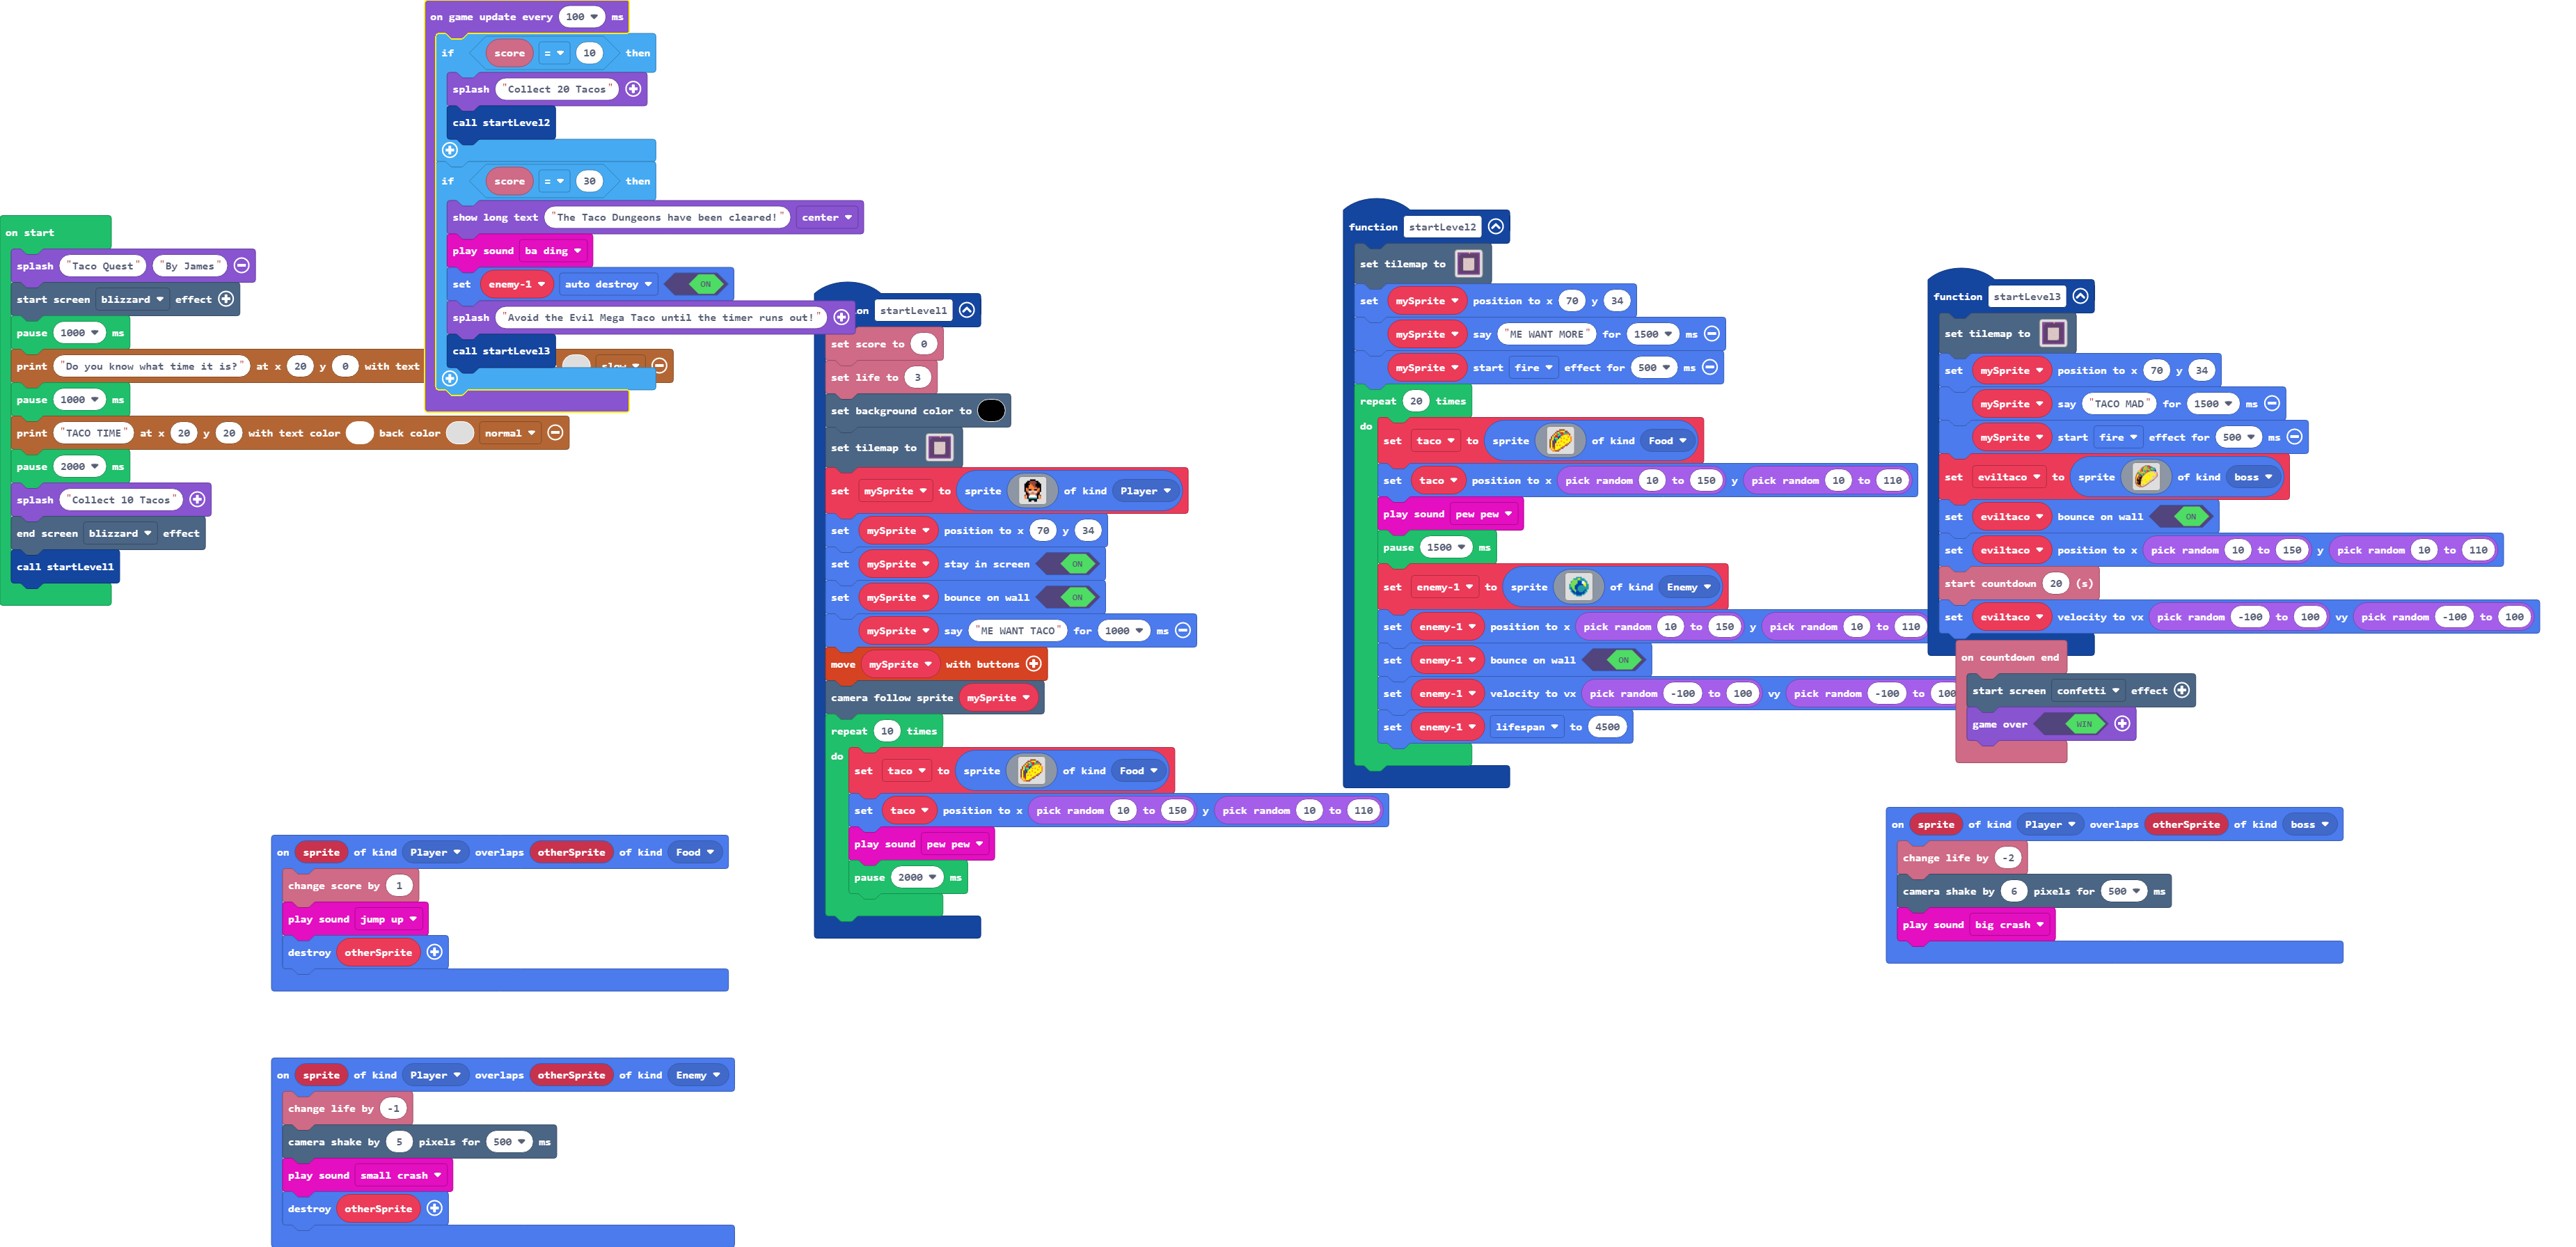 on game update every 100 ms
if score = 10 then
splash "Collect 20 Tacos"
call startLevel2
if score = 30 then
show long text "The Taco Dungeons have been cleared!" center
play sound ba ding
set enemy-1 auto destroy ON
splash "Avoid the Evil Mega Taco until the timer runs out!"
call startLevel3
on start
splash "Taco Quest" "By James"
start screen blizzard effect
pause 1000 ms
print "Do you know what time it is?" at x 20 y 0 with text slow
pause 1000 ms
print "TACO TIME" at x 20 y 20 with text color back color normal
pause 2000 ms
splash "Collect 10 Tacos"
end screen blizzard effect
call startLevel1
on startLevel1
set score to 0
set life to 3
set background color to
set tilemap to
set mySprite to sprite of kind Player
set mySprite position to x 70 y 34
set mySprite stay in screen ON
set mySprite bounce on wall ON
mySprite say "ME WANT TACO" for 1000 ms
move mySprite with buttons
camera follow sprite mySprite
repeat 10 times
do
set taco to sprite of kind Food
set taco position to x pick random 10 to 150 y pick random 10 to 110
play sound pew pew
pause 2000 ms
function startLevel2
set tilemap to
set mySprite position to x 70 y 34
mySprite say "ME WANT MORE" for 1500 ms
mySprite start fire effect for 500 ms
repeat 20 times
do
set taco to sprite of kind Food
set taco position to x pick random 10 to 150 y pick random 10 to 110
play sound pew pew
pause 1500 ms
set enemy-1 to sprite of kind Enemy
set enemy-1 position to x pick random 10 to 150 y pick random 10 to 110
set enemy-1 bounce on wall ON
set enemy-1 velocity to vx pick random -100 to 100 vy pick random -100 to 100
set enemy-1 lifespan to 4500
function startLevel3
set tilemap to
set mySprite position to x 70 y 34
mySprite say "TACO MAD" for 1500 ms
mySprite start fire effect for 500 ms
set eviltaco to sprite of kind boss
set eviltaco bounce on wall ON
set eviltaco position to x pick random 10 to 150 y pick random 10 to 110
start countdown 20 (s)
set eviltaco velocity to vx pick random -100 to 100 vy pick random -100 to 100
on countdown end
start screen confetti effect
game over WIN
on sprite of kind Player overlaps otherSprite of kind Food
change score by 1
play sound jump up
destroy otherSprite
on sprite of kind Player overlaps otherSprite of kind boss
change life by -2
camera shake by 6 pixels for 500 ms
play sound big crash
on sprite of kind Player overlaps otherSprite of kind Enemy
change life by -1
camera shake by 5 pixels for 500 ms
play sound small crash
destroy otherSprite